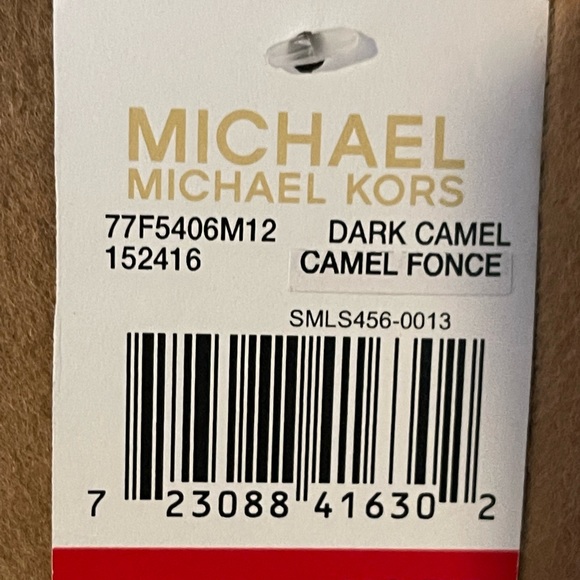 MICHAEL
MICHAEL KORS
77F5406M12 DARK CAMEL
152416 CAMEL FONCE
SMLS456-0013
7 23088 41630 2